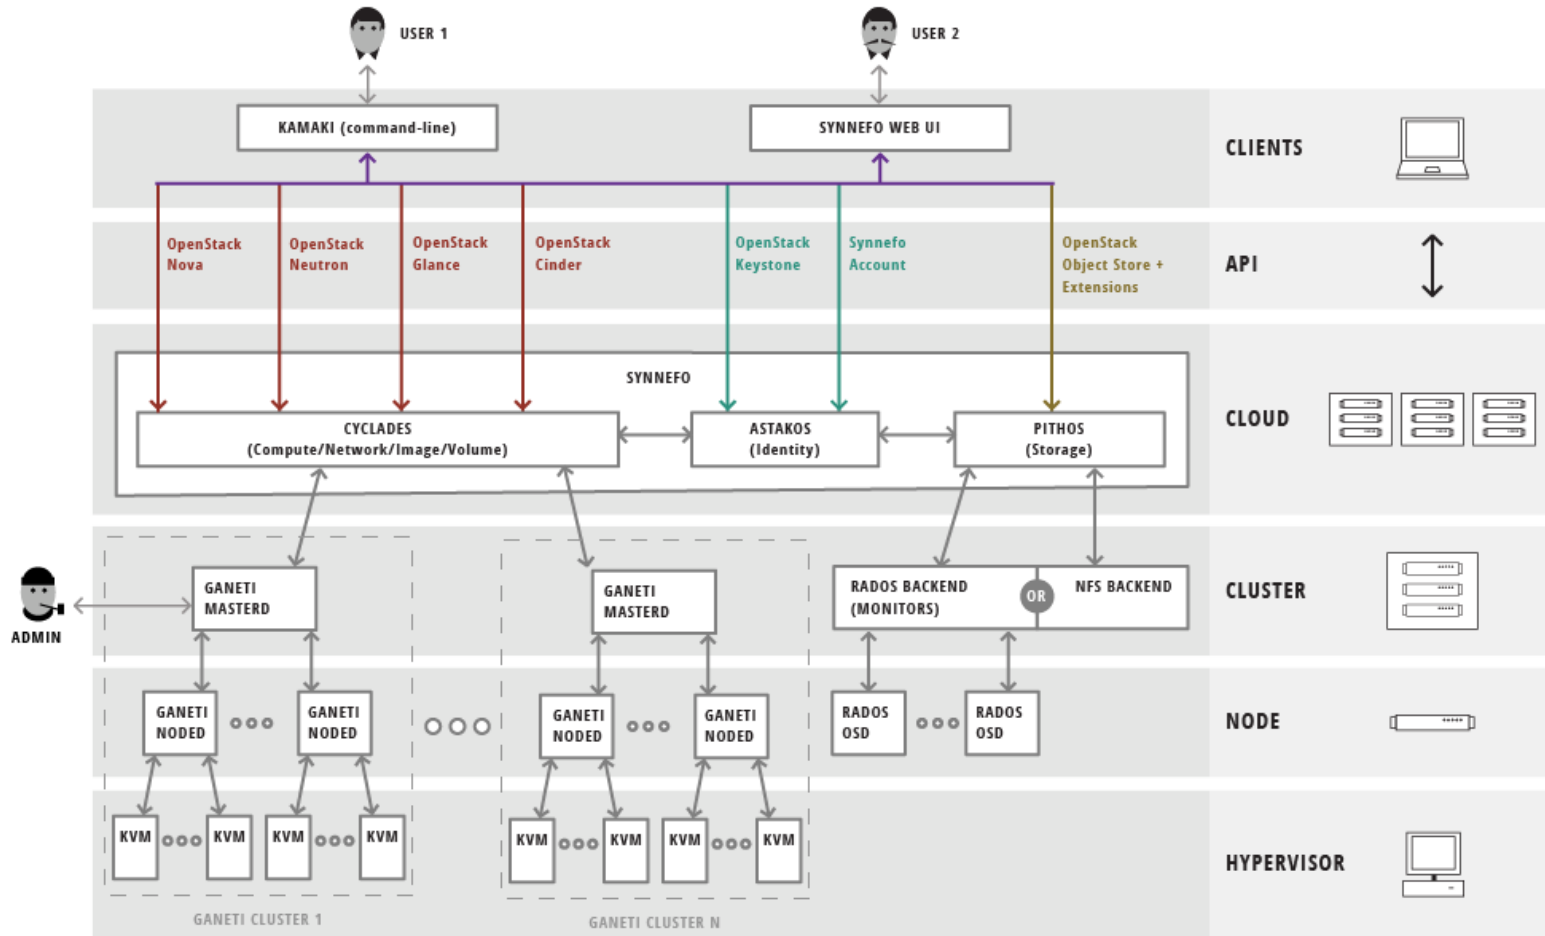 USER 1
USER 2
KAMAKI (command-line)
SYNNEFO WEB UI
CLIENTS
OpenStack
Nova
OpenStack
Neutron
OpenStack
Glance
OpenStack
Cinder
OpenStack
Keystone
Synnefo
Account
OpenStack
Object Store +
Extensions
API
SYNNEFO
CYCLADES
(Compute/Network/Image/Volume)
ASTAKOS
(Identity)
PITHOS
(Storage)
CLOUD
ADMIN
GANETI
MASTERD
GANETI
MASTERD
RADOS BACKEND
(MONITORS)
OR
NFS BACKEND
CLUSTER
GANETI
NODED
GANETI
NODED
GANETI
NODED
GANETI
NODED
RADOS
OSD
RADOS
OSD
NODE
KVM
KVM
KVM
KVM
KVM
KVM
KVM
KVM
HYPERVISOR
GANETI CLUSTER 1
GANETI CLUSTER N